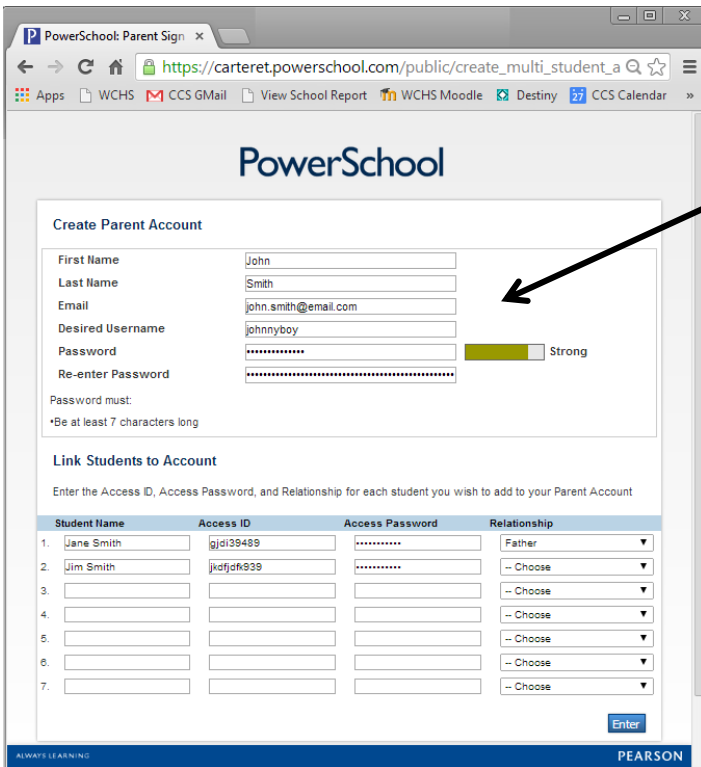 PowerSchool: Parent Sign
https://carteret.powerschool.com/public/create_multi_student_a
Apps WCHS CCS GMail View School Report WCHS Moodle Destiny 27 CCS Calendar »
PowerSchool
Create Parent Account
First Name John
Last Name Smith
Email john.smith@email.com
Desired Username johnnyboy
Password •••••••••••••• Strong
Re-enter Password ••••••••••••••••••••••••••••••••••••••••••••••••••
Password must:
•Be at least 7 characters long
Link Students to Account
Enter the Access ID, Access Password, and Relationship for each student you wish to add to your Parent Account
Student Name Access ID Access Password Relationship
1. Jane Smith gjdi39489 ••••••••••• Father
2. Jim Smith jkdfjdfk939 ••••••••••• -- Choose
3. -- Choose
4. -- Choose
5. -- Choose
6. -- Choose
7. -- Choose
Enter
ALWAYS LEARNING PEARSON